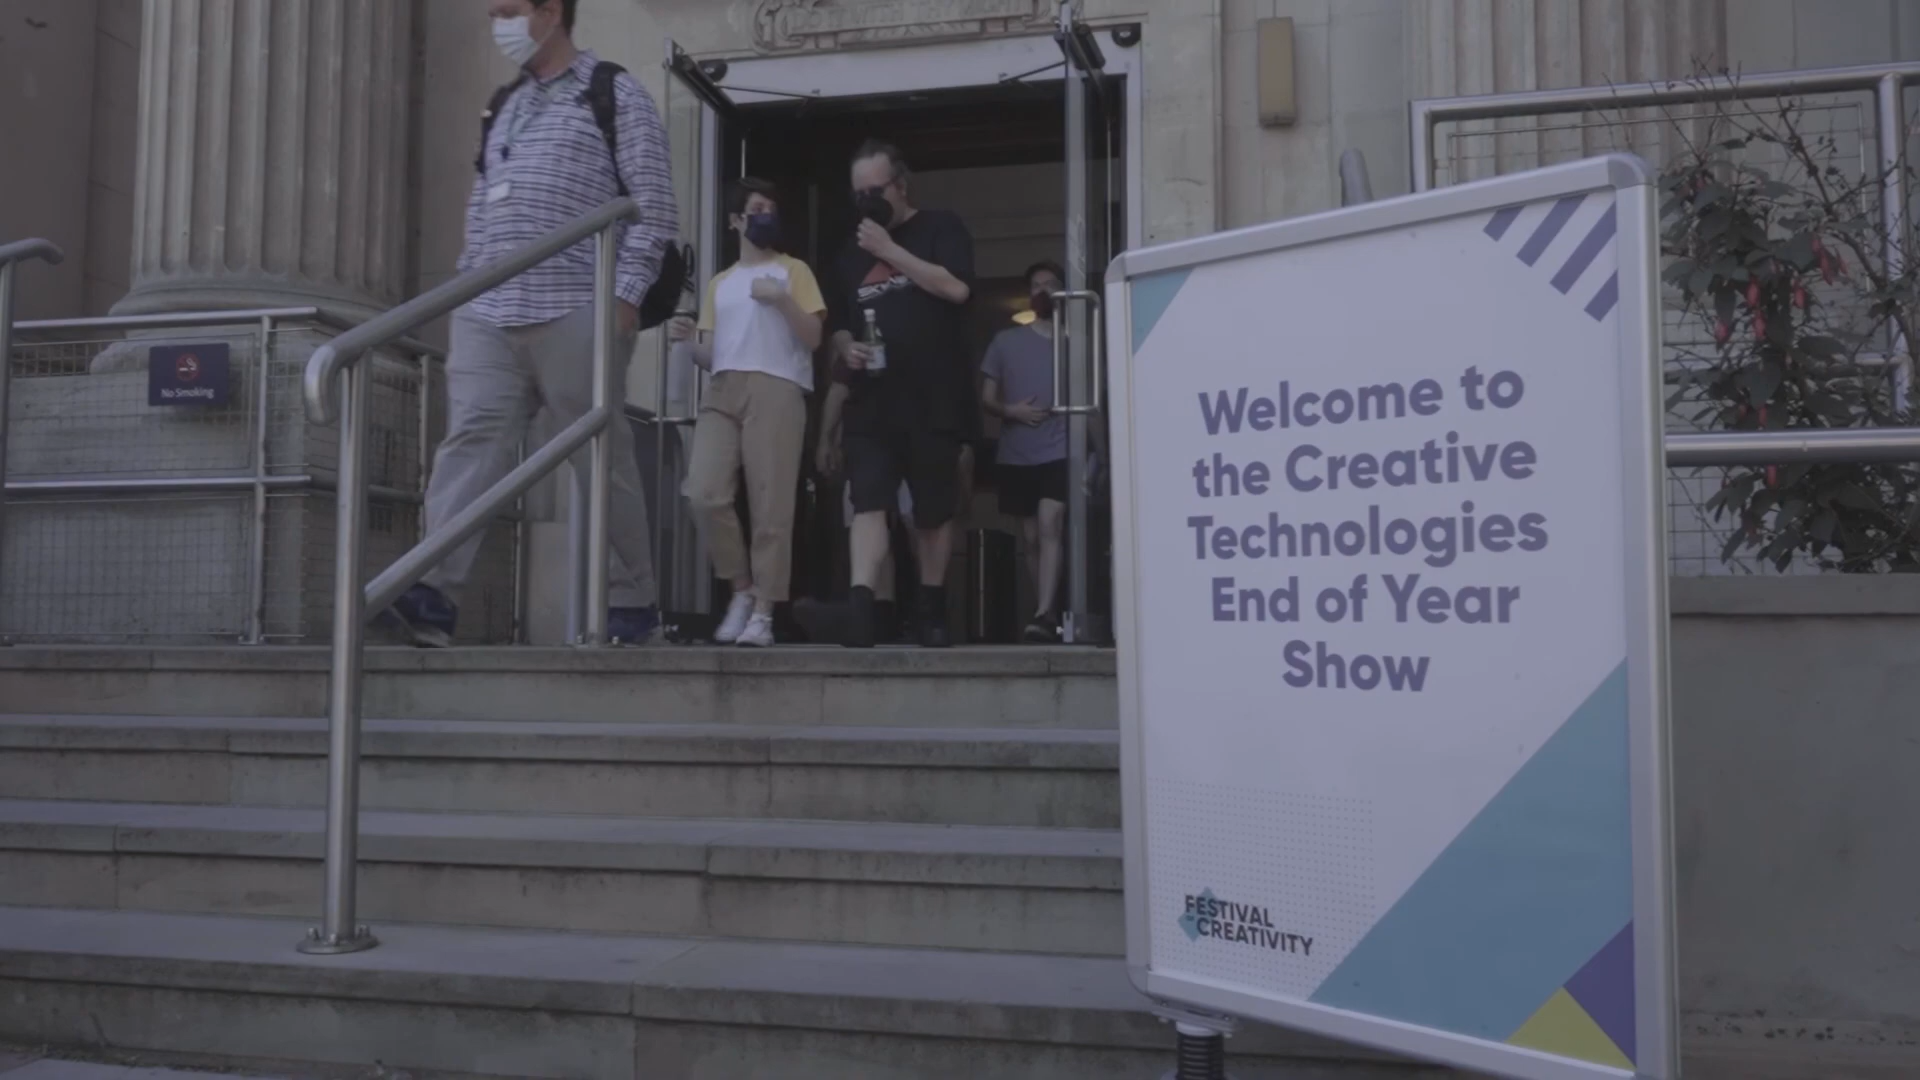 No Smoking
Welcome to
the Creative
Technologies
End of Year
Show
FESTIVAL
CREATIVITY